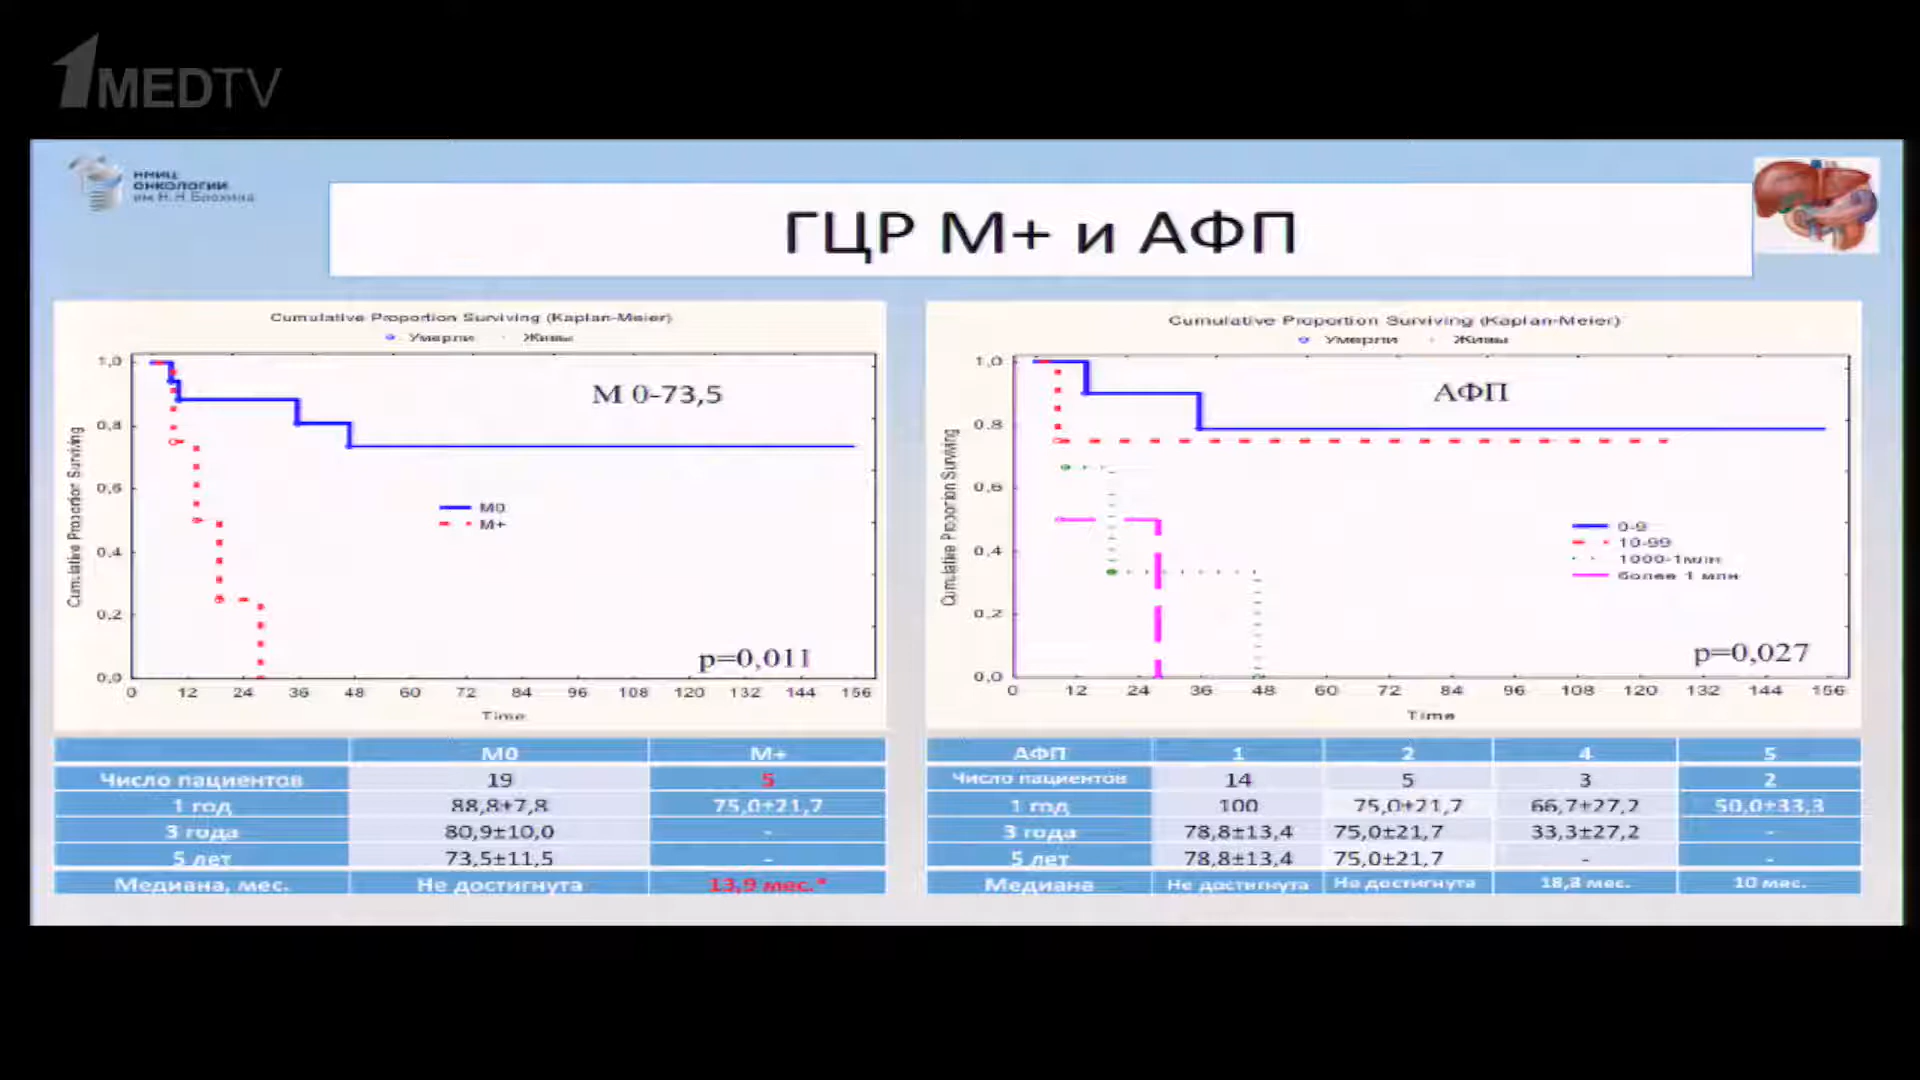 1MEDTV
НМИЦ
ОНКОЛОГИИ
им Н.Н.Блохина
ГЦР М+ и АФП
Cumulative Proportion Surviving (Kaplan-Meier)
Умерли Живы
М 0-73,5
Cumulative Proportion Surviving
1,0
0,8
0,6
0,4
0,2
0,0
M0
M+
p=0,011
0 12 24 36 48 60 72 84 96 108 120 132 144 156
Time
Cumulative Proportion Surviving (Kaplan-Meier)
Умерли Живы
АФП
Cumulative Proportion Surviving
1,0
0,8
0,6
0,4
0,2
0,0
0-9
10-99
1000-1млн
более 1 млн
p=0,027
0 12 24 36 48 60 72 84 96 108 120 132 144 156
Time
М0 М+
Число пациентов 19 5
1 год 88,8+7,8 75,0±21,7
3 года 80,9±10,0 -
5 лет 73,5±11,5 -
Медиана, мес. Не достигнута 13,9 мес.*
АФП 1 2 4 5
Число пациентов 14 5 3 2
1 год 100 75,0±21,7 66,7+27,2 50,0±33,3
3 года 78,8±13,4 75,0±21,7 33,3±27,2 -
5 лет 78,8±13,4 75,0±21,7 - -
Медиана Не достигнута Не достигнута 18,8 мес. 10 мес.